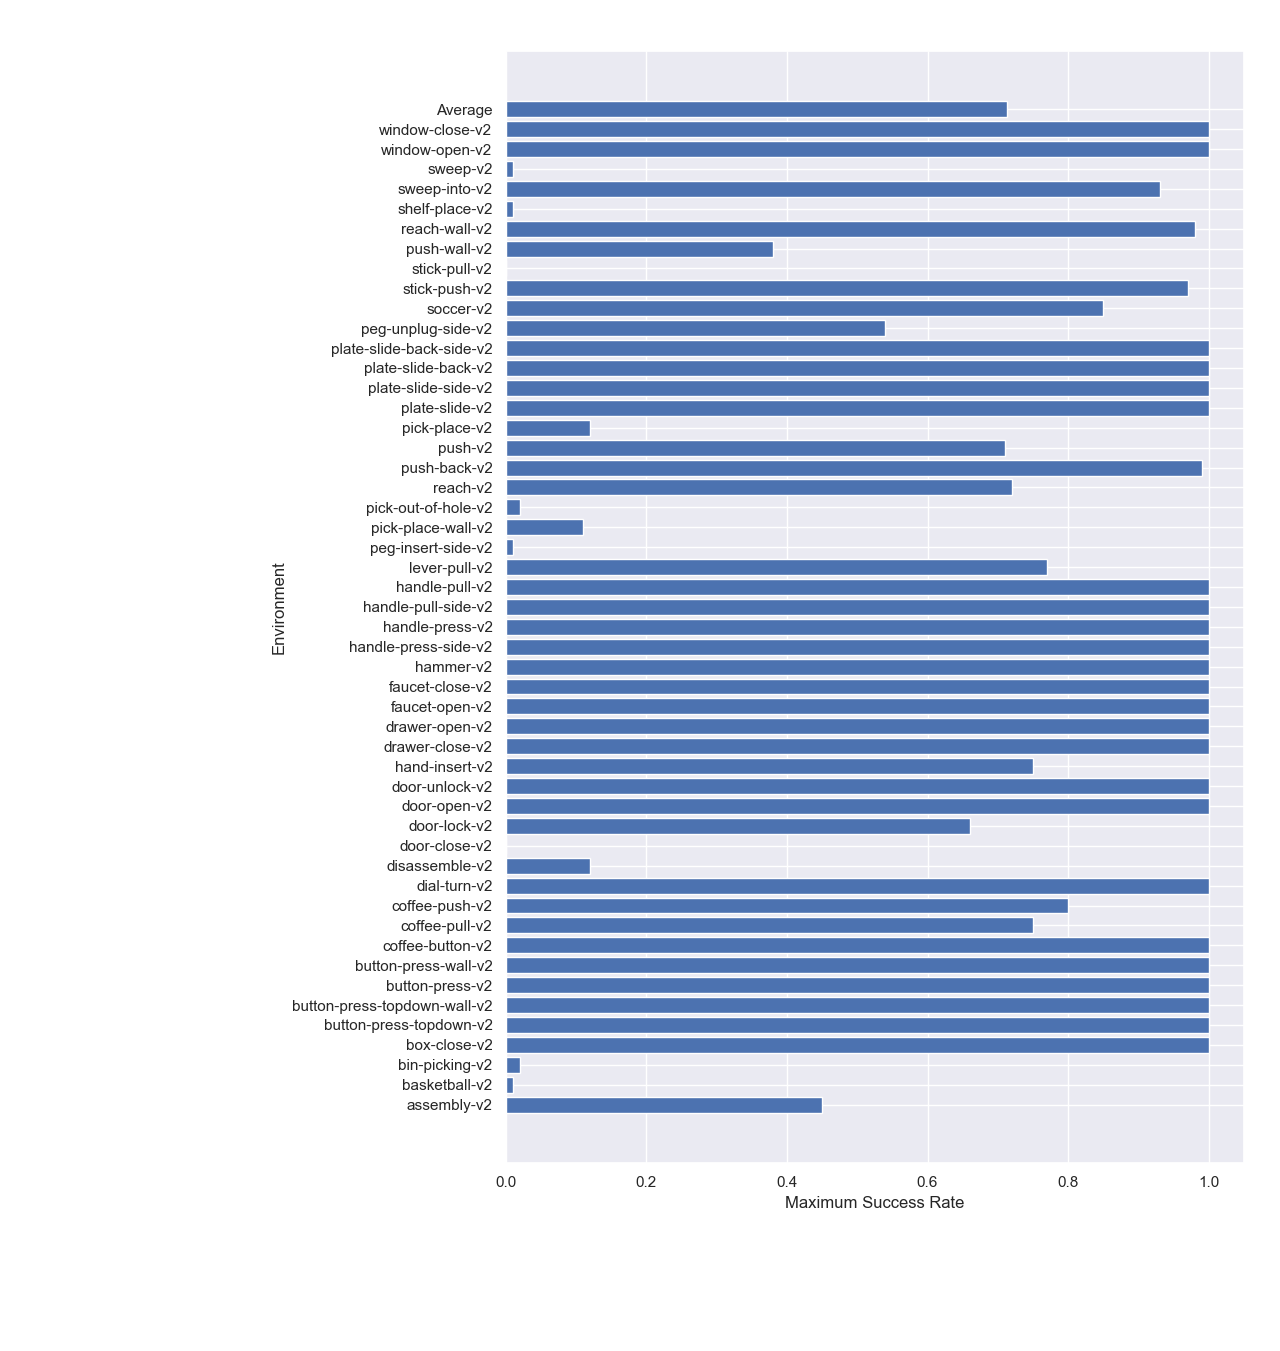 Average
window-close-v2
window-open-v2
sweep-v2
sweep-into-v2
shelf-place-v2
reach-wall-v2
push-wall-v2
stick-pull-v2
stick-push-v2
soccer-v2
peg-unplug-side-v2
plate-slide-back-side-v2
plate-slide-back-v2
plate-slide-side-v2
plate-slide-v2
pick-place-v2
push-v2
push-back-v2
reach-v2
pick-out-of-hole-v2
pick-place-wall-v2
peg-insert-side-v2
lever-pull-v2
handle-pull-v2
handle-pull-side-v2
handle-press-v2
handle-press-side-v2
hammer-v2
faucet-close-v2
faucet-open-v2
drawer-open-v2
drawer-close-v2
hand-insert-v2
door-unlock-v2
door-open-v2
door-lock-v2
door-close-v2
disassemble-v2
dial-turn-v2
coffee-push-v2
coffee-pull-v2
coffee-button-v2
button-press-wall-v2
button-press-v2
button-press-topdown-wall-v2
button-press-topdown-v2
box-close-v2
bin-picking-v2
basketball-v2
assembly-v2
Environment
0.0 0.2 0.4 0.6 0.8 1.0
Maximum Success Rate